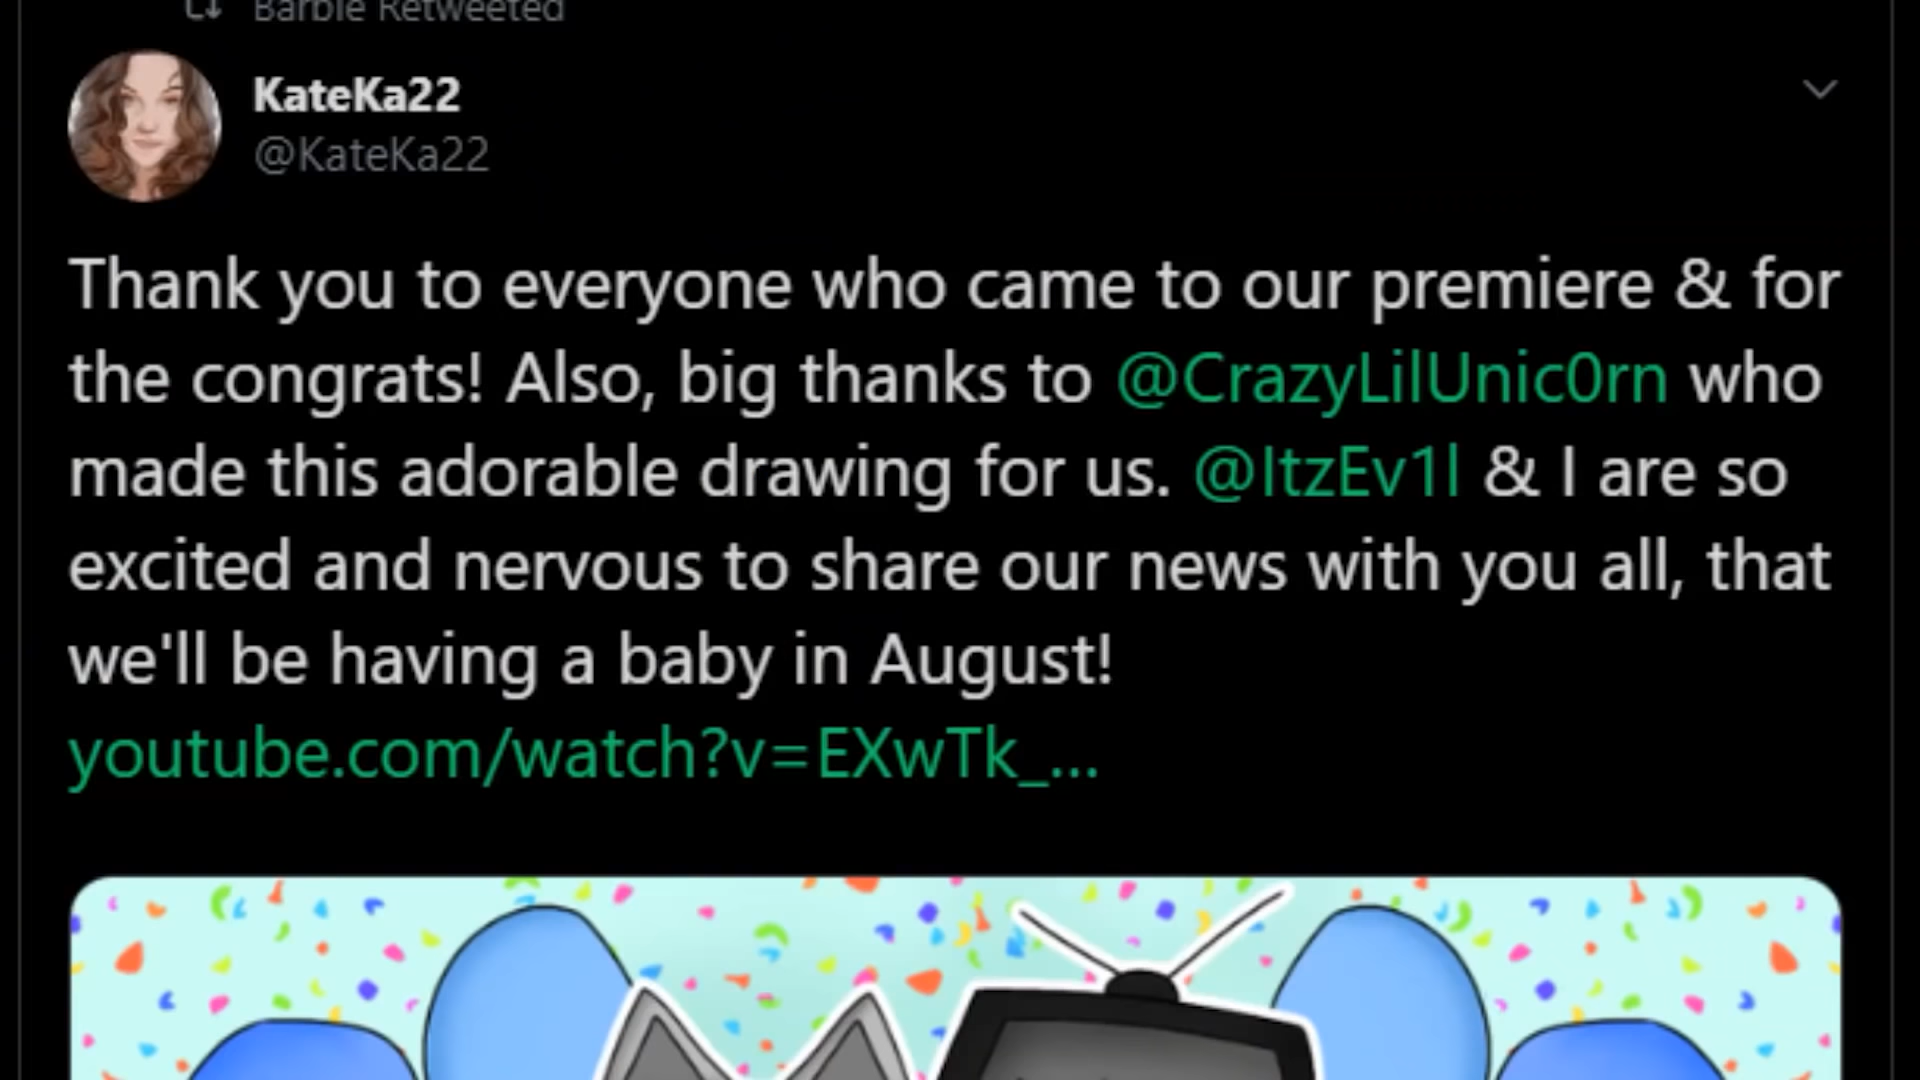 Barbie Retweeted
KateKa22
@KateKa22
Thank you to everyone who came to our premiere & for
the congrats! Also, big thanks to @CrazyLilUnic0rn who
made this adorable drawing for us. @ItzEv1l & I are so
excited and nervous to share our news with you all, that
we'll be having a baby in August!
youtube.com/watch?v=EXwTk_...